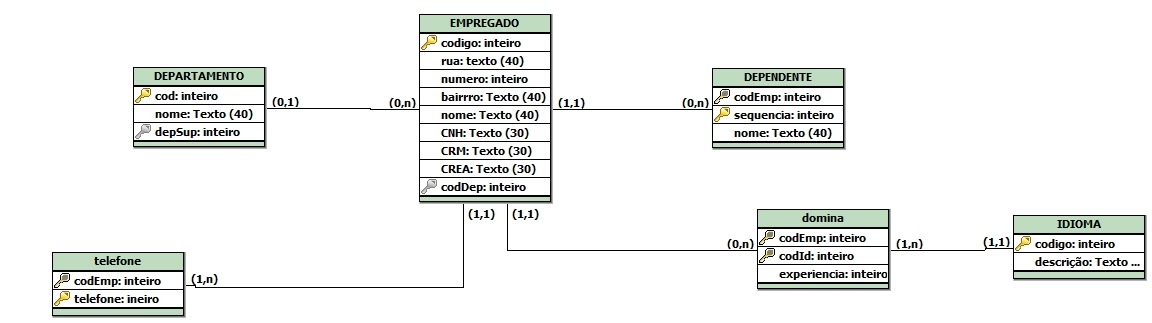 EMPREGADO
codigo: inteiro
rua: texto (40)
numero: inteiro
bairrro: Texto (40)
nome: Texto (40)
CNH: Texto (30)
CRM: Texto (30)
CREA: Texto (30)
codDep: inteiro
DEPARTAMENTO
cod: inteiro
nome: Texto (40)
depSup: inteiro
(0,1)
(0,n)
(1,1)
(0,n)
DEPENDENTE
codEmp: inteiro
sequencia: inteiro
nome: Texto (40)
(1,1)
(1,1)
domina
codEmp: inteiro
codId: inteiro
experiencia: inteiro
(0,n)
(1,n)
(1,1)
IDIOMA
codigo: inteiro
descrição: Texto ...
telefone
codEmp: inteiro
telefone: ineiro
(1,n)